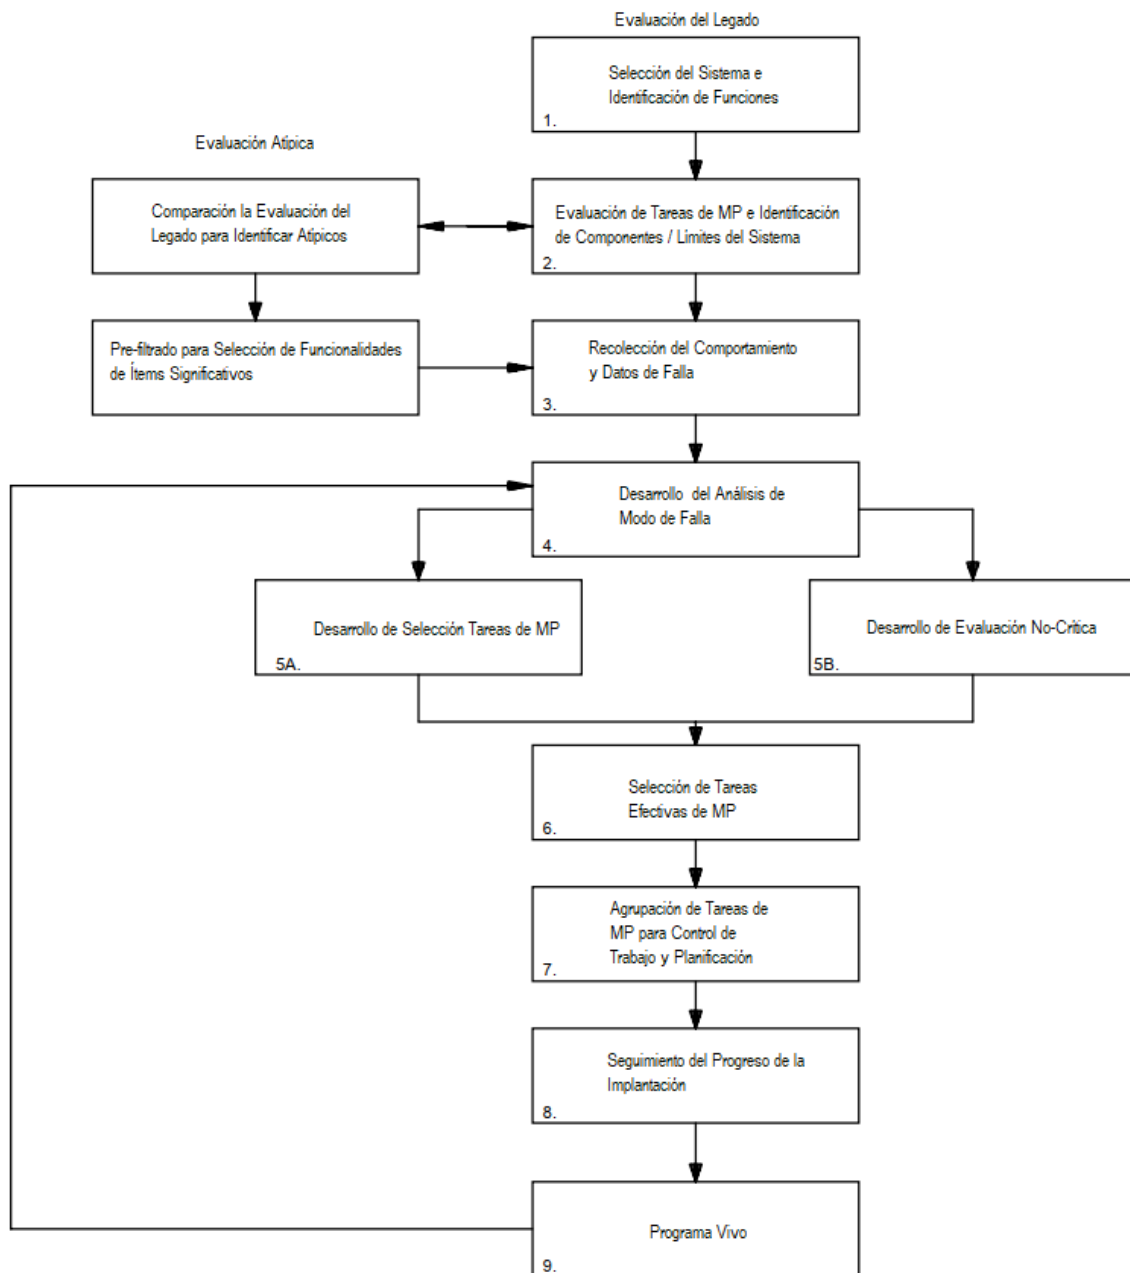 Evaluación del Legado
Selección del Sistema e
Identificación de Funciones
1.
Evaluación Atípica
Comparación la Evaluación del
Legado para Identificar Atípicos
Evaluación de Tareas de MP e Identificación
de Componentes / Limites del Sistema
2.
Pre-filtrado para Selección de Funcionalidades
de Ítems Significativos
Recolección del Comportamiento
y Datos de Falla
3.
Desarrollo del Análisis de
Modo de Falla
4.
Desarrollo de Selección Tareas de MP
5A.
Desarrollo de Evaluación No-Crítica
5B.
Selección de Tareas
Efectivas de MP
6.
Agrupación de Tareas de
MP para Control de
Trabajo y Planificación
7.
Seguimiento del Progreso de la
Implantación
8.
Programa Vivo
9.